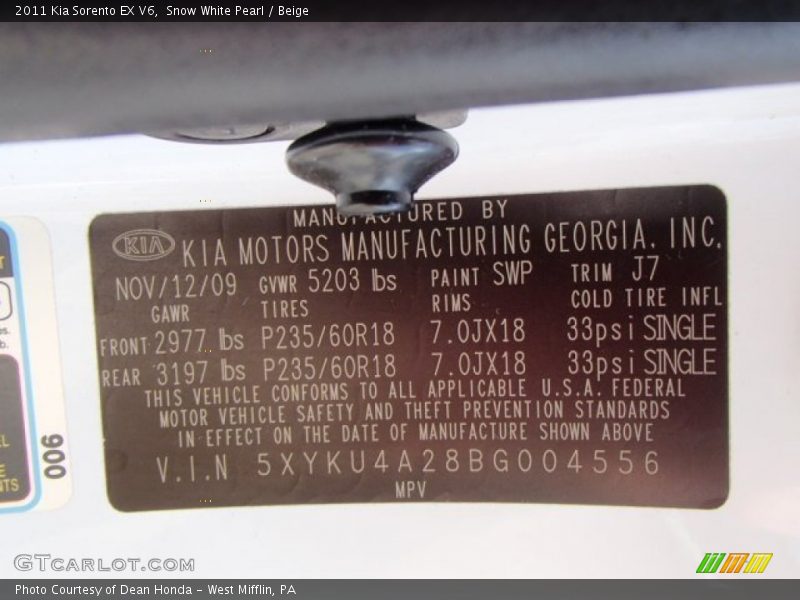 2011 Kia Sorento EX V6, Snow White Pearl / Beige
MANUFACTURED BY
KIA KIA MOTORS MANUFACTURING GEORGIA, INC.
NOV/12/09 GVWR 5203 lbs PAINT SWP TRIM J7
GAWR TIRES RIMS COLD TIRE INFL
FRONT 2977 lbs P235/60R18 7.0JX18 33psi SINGLE
REAR 3197 lbs P235/60R18 7.0JX18 33psi SINGLE
THIS VEHICLE CONFORMS TO ALL APPLICABLE U.S.A. FEDERAL
MOTOR VEHICLE SAFETY AND THEFT PREVENTION STANDARDS
IN EFFECT ON THE DATE OF MANUFACTURE SHOWN ABOVE
V.I.N 5XYKU4A28BG004556
MPV
006
GTCARLOT.COM
Photo Courtesy of Dean Honda - West Mifflin, PA